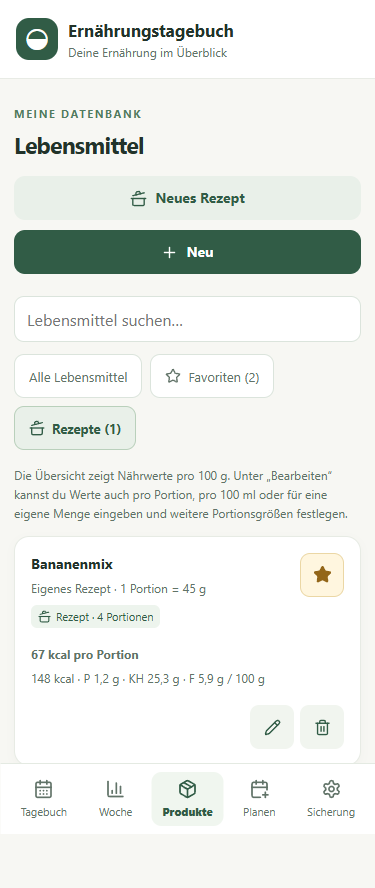 Ernährungstagebuch
Deine Ernährung im Überblick
MEINE DATENBANK
Lebensmittel
Neues Rezept
Neu
Lebensmittel suchen...
Alle Lebensmittel
Favoriten (2)
Rezepte (1)
Die Übersicht zeigt Nährwerte pro 100 g. Unter „Bearbeiten“
kannst du Werte auch pro Portion, pro 100 ml oder für eine
eigene Menge eingeben und weitere Portionsgrößen festlegen.
Bananenmix
Eigenes Rezept · 1 Portion = 45 g
Rezept · 4 Portionen
67 kcal pro Portion
148 kcal · P 1,2 g · KH 25,3 g · F 5,9 g / 100 g
Tagebuch
Woche
Produkte
Planen
Sicherung